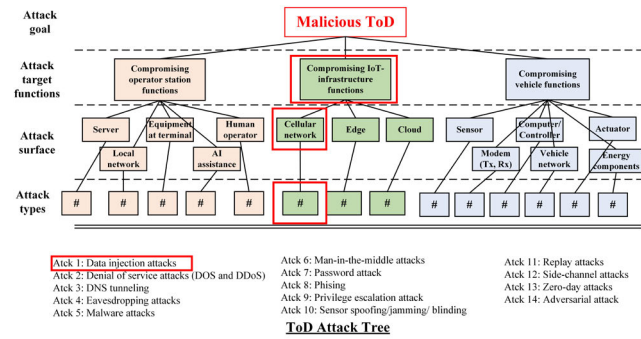 Attack goal
Malicious ToD
Attack target functions
Compromising operator station functions
Compromising IoT-infrastructure functions
Compromising vehicle functions
Attack surface
Server
Equipment at terminal
Human operator
Local network
AI assistance
Cellular network
Edge
Cloud
Sensor
Computer/ Controller
Actuator
Modem (Tx, Rx)
Vehicle network
Energy components
Attack types
# # # # # # # # # # # # # #
Atck 1: Data injection attacks
Atck 2: Denial of service attacks (DOS and DDoS)
Atck 3: DNS tunneling
Atck 4: Eavesdropping attacks
Atck 5: Malware attacks
Atck 6: Man-in-the-middle attacks
Atck 7: Password attack
Atck 8: Phising
Atck 9: Privilege escalation attack
Atck 10: Sensor spoofing/jamming/ blinding
Atck 11: Replay attacks
Atck 12: Side-channel attacks
Atck 13: Zero-day attacks
Atck 14: Adversarial attack
ToD Attack Tree